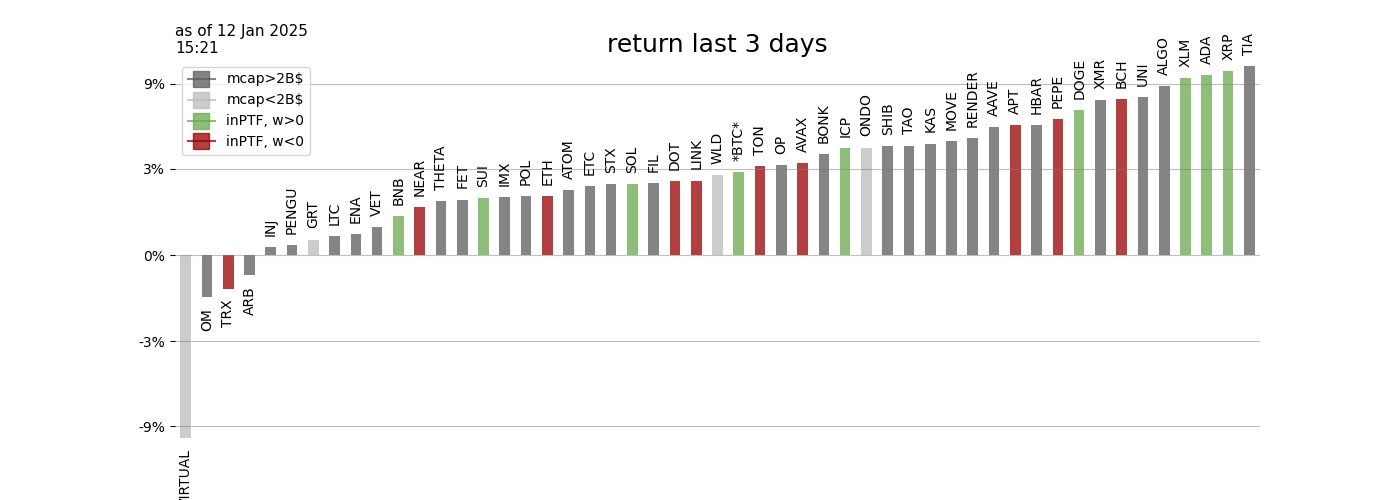 as of 12 Jan 2025
15:21
return last 3 days
mcap>2B$
mcap<2B$
inPTF, w>0
inPTF, w<0
9%
3%
0%
-3%
-9%
OM
TRX
ARB
INJ
PENGU
GRT
LTC
ENA
VET
BNB
NEAR
THETA
FET
SUI
IMX
POL
ETH
ATOM
ETC
STX
SOL
FIL
DOT
LINK
WLD
*BTC*
TON
OP
AVAX
BONK
ICP
ONDO
SHIB
TAO
KAS
MOVE
RENDER
AAVE
APT
HBAR
PEPE
DOGE
XMR
BCH
UNI
ALGO
XLM
ADA
XRP
TIA